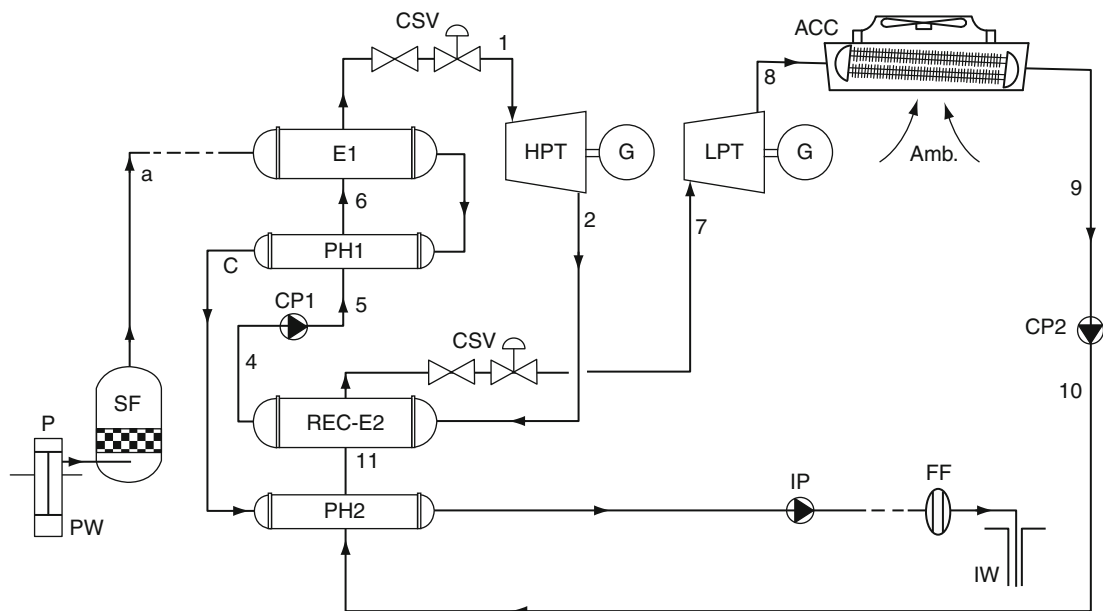 CSV
1
ACC
8
E1
HPT
G
LPT
G
Amb.
a
6
2
7
9
C
PH1
CP1
5
CSV
CP2
4
10
SF
REC-E2
P
11
IP
FF
PH2
PW
IW